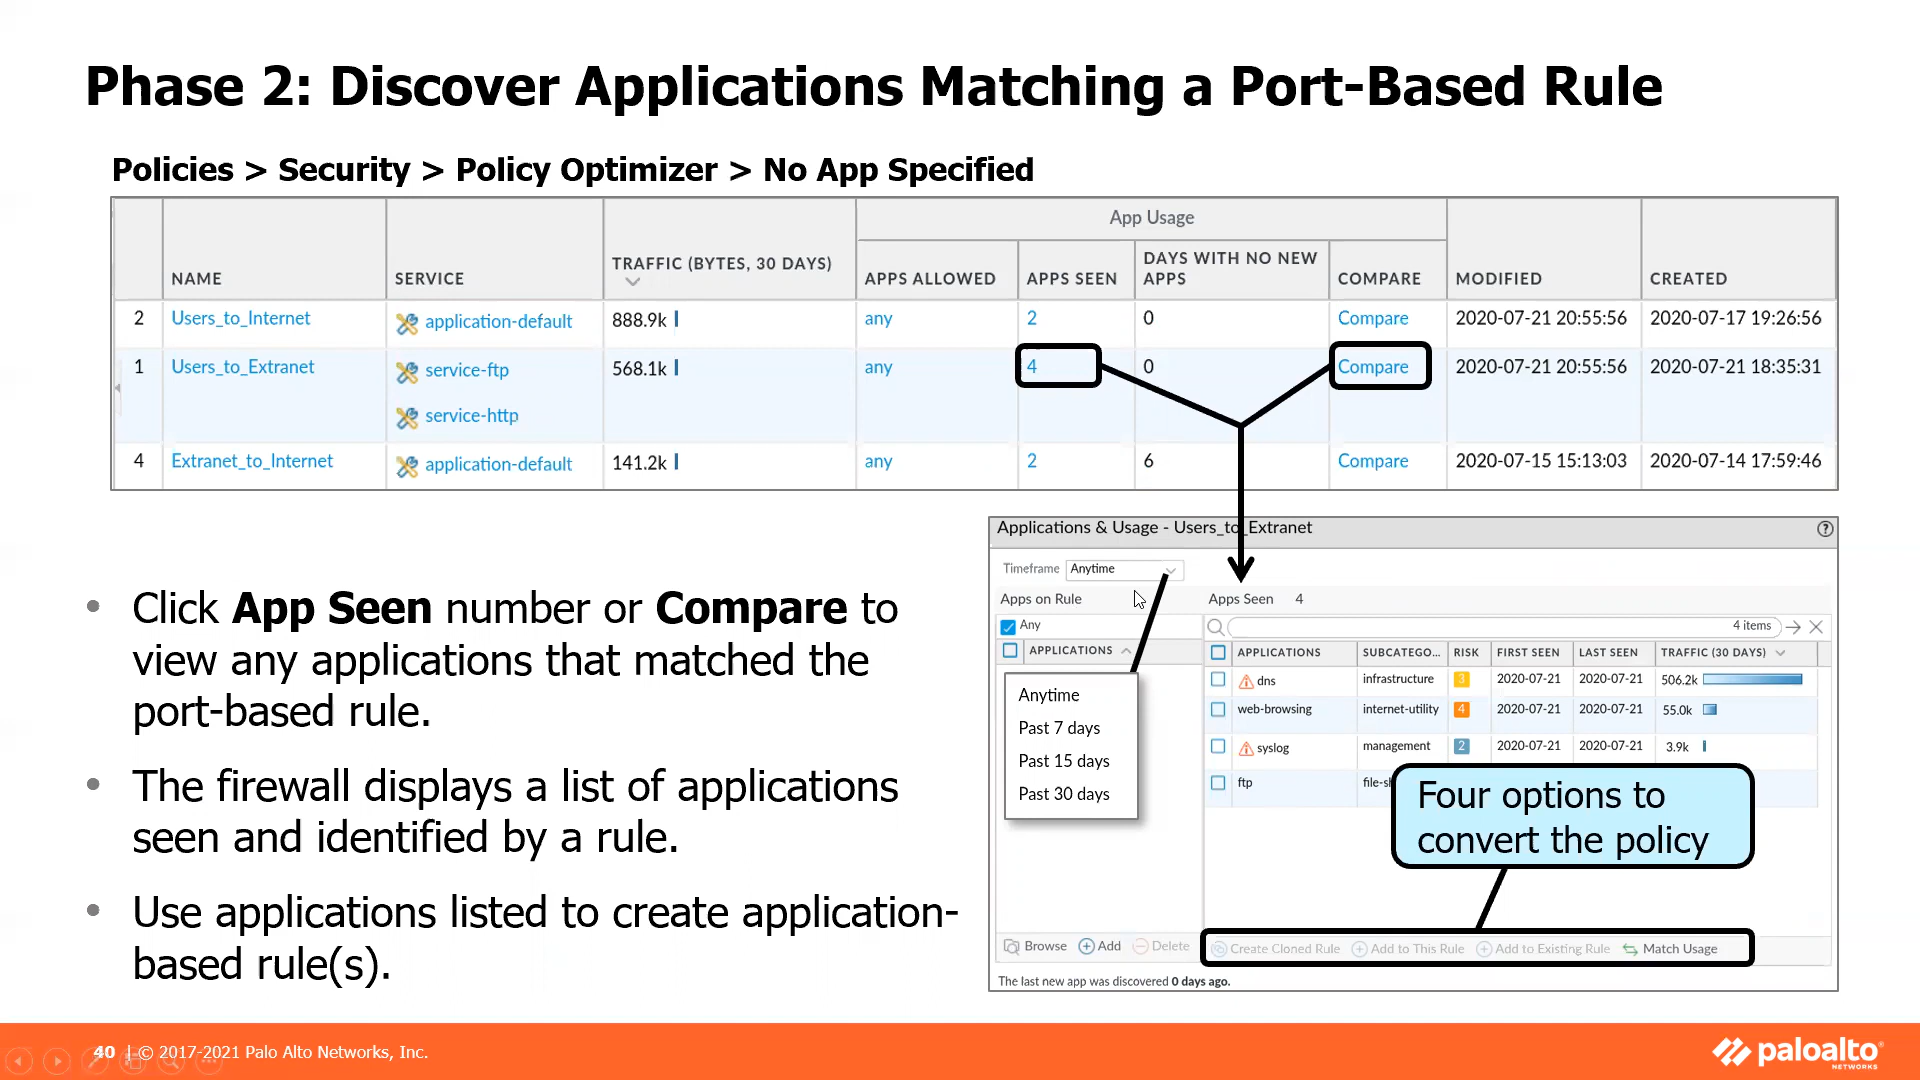 Phase 2: Discover Applications Matching a Port-Based Rule
Policies > Security > Policy Optimizer > No App Specified
App Usage
NAME SERVICE TRAFFIC (BYTES, 30 DAYS) APPS ALLOWED APPS SEEN DAYS WITH NO NEW APPS COMPARE MODIFIED CREATED
2 Users_to_Internet application-default 888.9k any 2 0 Compare 2020-07-21 20:55:56 2020-07-17 19:26:56
1 Users_to_Extranet service-ftp 568.1k any 4 0 Compare 2020-07-21 20:55:56 2020-07-21 18:35:31
service-http
4 Extranet_to_Internet application-default 141.2k any 2 6 Compare 2020-07-15 15:13:03 2020-07-14 17:59:46
• Click App Seen number or Compare to
view any applications that matched the
port-based rule.
• The firewall displays a list of applications
seen and identified by a rule.
• Use applications listed to create application-
based rule(s).
Applications & Usage - Users_to_Extranet
Timeframe Anytime
Apps on Rule Apps Seen 4
Any 4 items
APPLICATIONS APPLICATIONS SUBCATEGO... RISK FIRST SEEN LAST SEEN TRAFFIC (30 DAYS)
dns infrastructure 3 2020-07-21 2020-07-21 506.2k
web-browsing internet-utility 4 2020-07-21 2020-07-21 55.0k
syslog management 2 2020-07-21 2020-07-21 3.9k
ftp
Anytime
Past 7 days
Past 15 days
Past 30 days
Four options to
convert the policy
Browse Add Delete Create Cloned Rule Add to This Rule Add to Existing Rule Match Usage
The last new app was discovered 0 days ago.
40 | © 2017-2021 Palo Alto Networks, Inc.
paloalto
NETWORKS